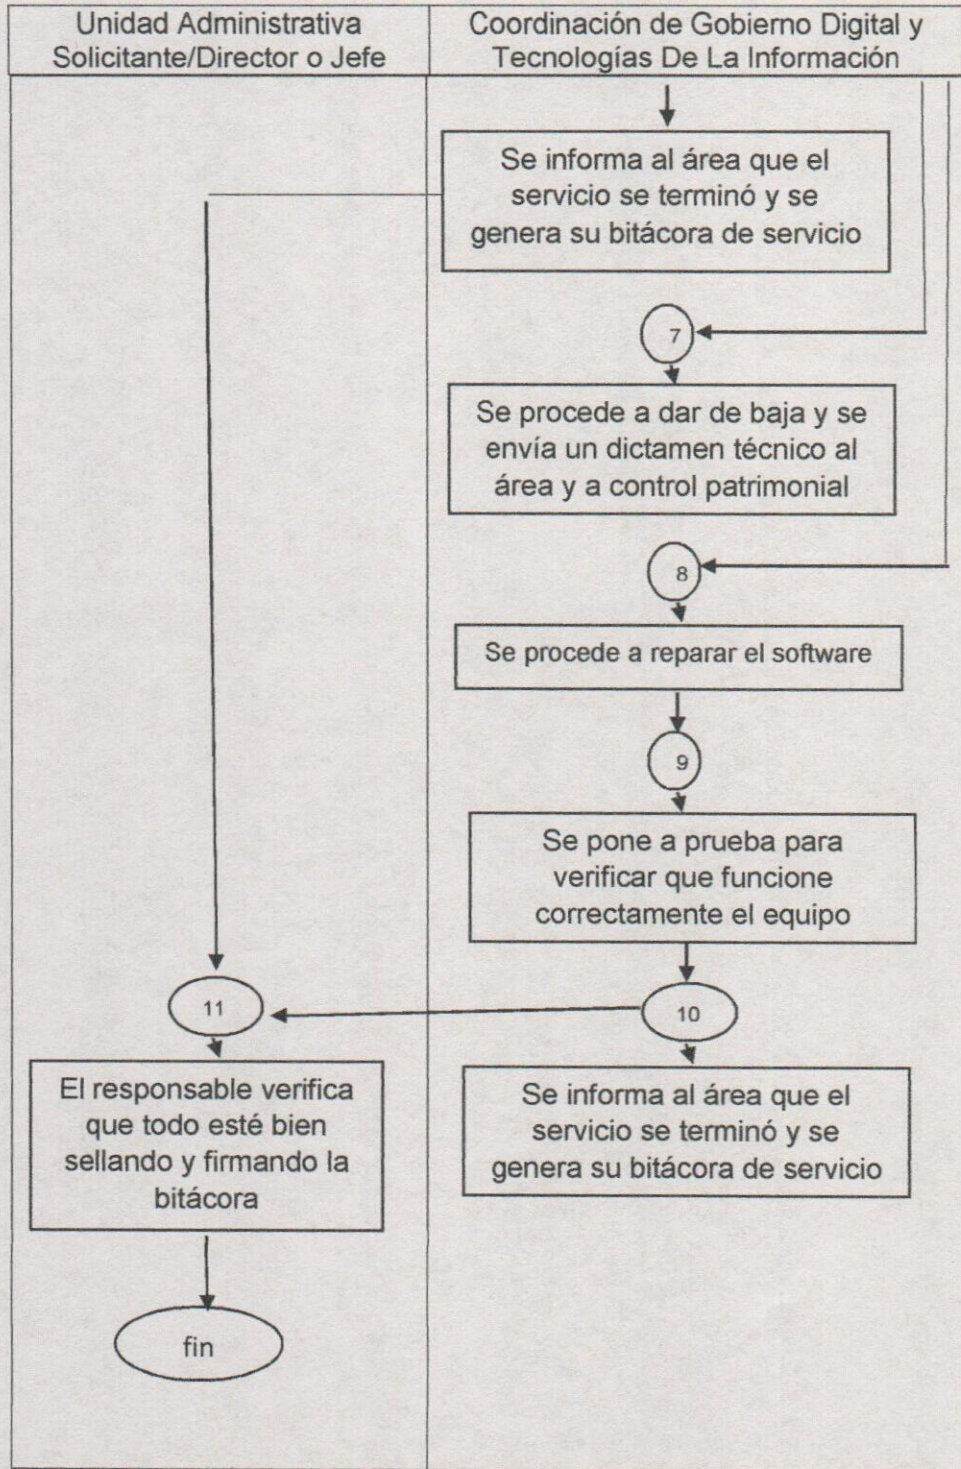 Unidad Administrativa
Solicitante/Director o Jefe
Coordinación de Gobierno Digital y
Tecnologías De La Información
Se informa al área que el
servicio se terminó y se
genera su bitácora de servicio
7
Se procede a dar de baja y se
envía un dictamen técnico al
área y a control patrimonial
8
Se procede a reparar el software
9
Se pone a prueba para
verificar que funcione
correctamente el equipo
11
10
El responsable verifica
que todo esté bien
sellando y firmando la
bitácora
Se informa al área que el
servicio se terminó y se
genera su bitácora de servicio
fin